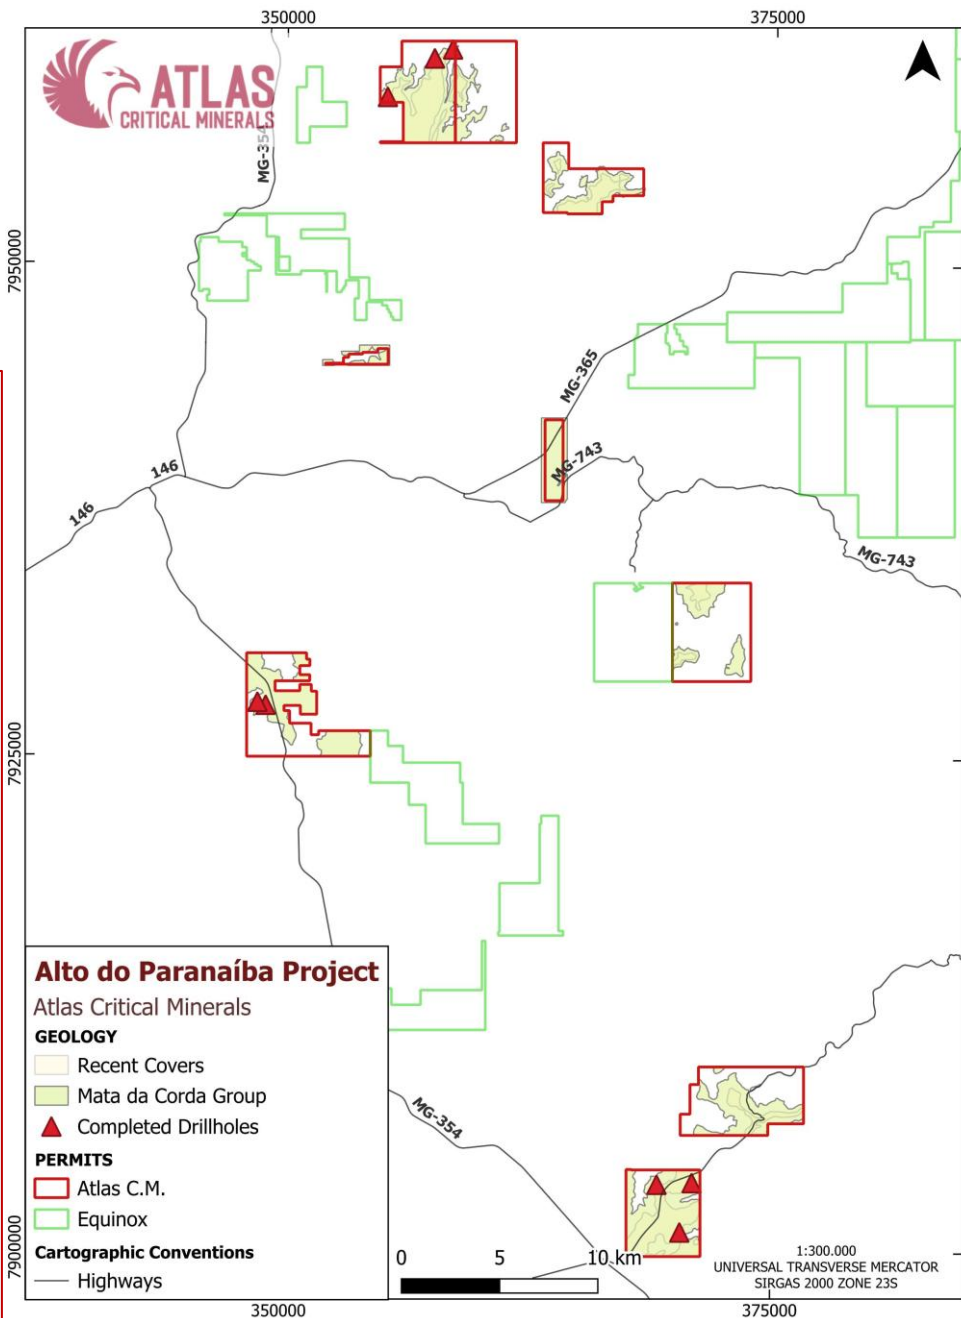 350000
375000
ATLAS
CRITICAL MINERALS
MG-354
7950000
MG-365
MG-743
146
146
MG-743
7925000
Alto do Paranaíba Project
Atlas Critical Minerals
GEOLOGY
Recent Covers
Mata da Corda Group
Completed Drillholes
PERMITS
Atlas C.M.
Equinox
Cartographic Conventions
Highways
MG-354
7900000
0 5 10 km
1:300.000
UNIVERSAL TRANSVERSE MERCATOR
SIRGAS 2000 ZONE 23S
350000
375000